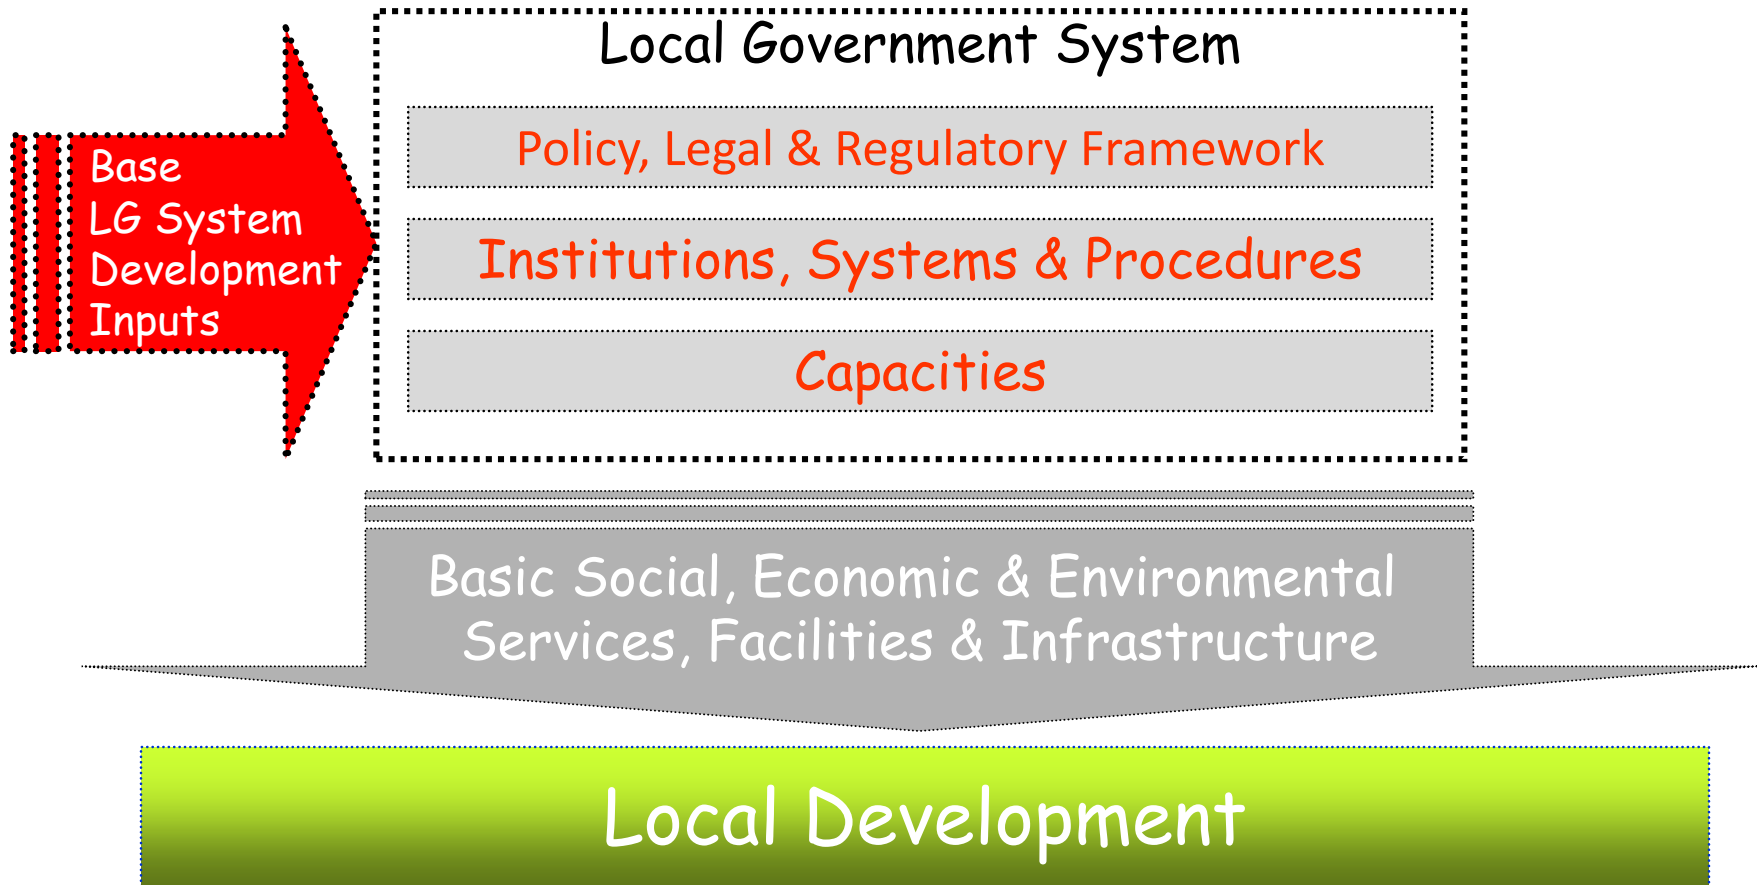 Local Government System
Policy, Legal & Regulatory Framework
Institutions, Systems & Procedures
Capacities
Base
LG System
Development
Inputs
Basic Social, Economic & Environmental
Services, Facilities & Infrastructure
Local Development